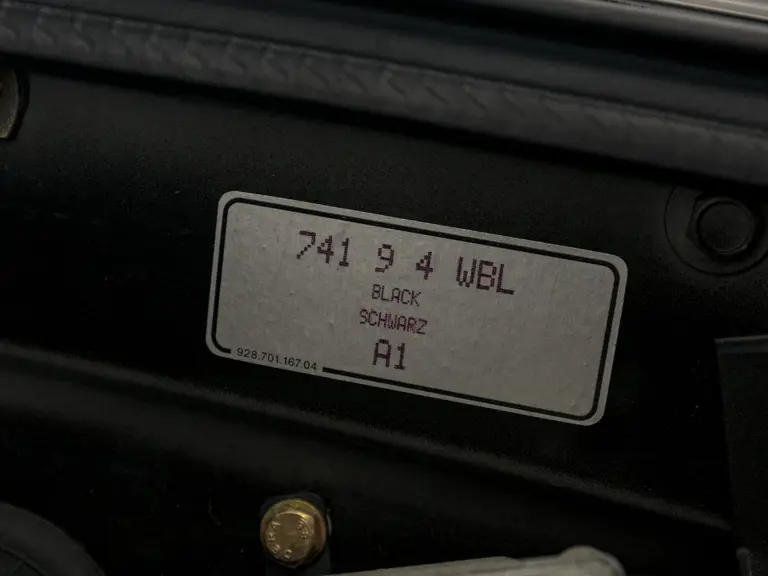 741 9 4 WBL
BLACK
SCHWARZ
A1
928.701.167.04